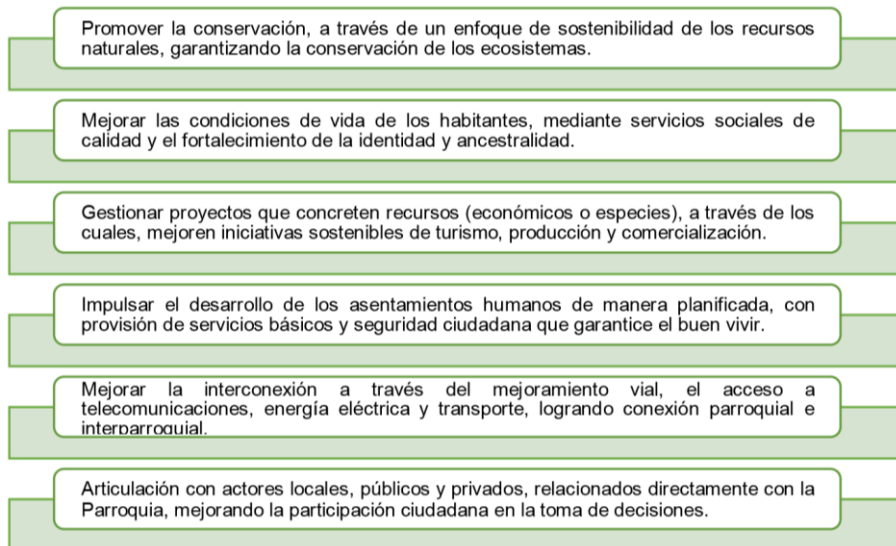 Promover la conservación, a través de un enfoque de sostenibilidad de los recursos
naturales, garantizando la conservación de los ecosistemas.
Mejorar las condiciones de vida de los habitantes, mediante servicios sociales de
calidad y el fortalecimiento de la identidad y ancestralidad.
Gestionar proyectos que concreten recursos (económicos o especies), a través de los
cuales, mejoren iniciativas sostenibles de turismo, producción y comercialización.
Impulsar el desarrollo de los asentamientos humanos de manera planificada, con
provisión de servicios básicos y seguridad ciudadana que garantice el buen vivir.
Mejorar la interconexión a través del mejoramiento vial, el acceso a
telecomunicaciones, energía eléctrica y transporte, logrando conexión parroquial e
interparroquial.
Articulación con actores locales, públicos y privados, relacionados directamente con la
Parroquia, mejorando la participación ciudadana en la toma de decisiones.